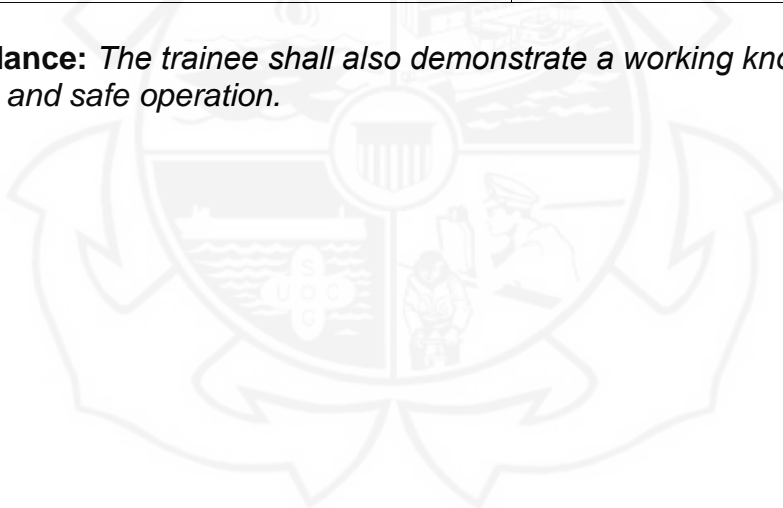 lance: The trainee shall also demonstrate a working kno
and safe operation.
S
U O C
G